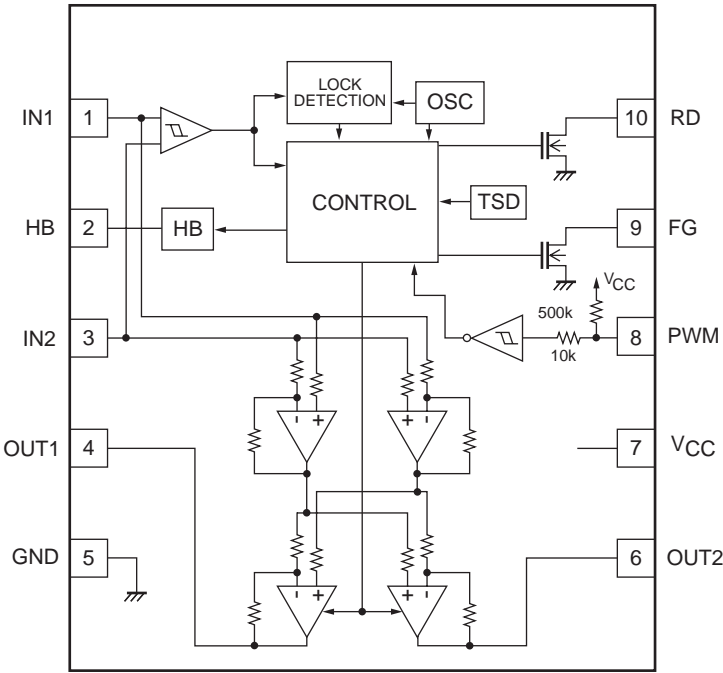 LOCK
DETECTION
OSC
IN1
1
10
RD
CONTROL
TSD
HB
2
HB
9
FG
VCC
500k
IN2
3
10k
8
PWM
- +
+ -
OUT1
4
7
VCC
GND
5
6
OUT2
- +
+ -